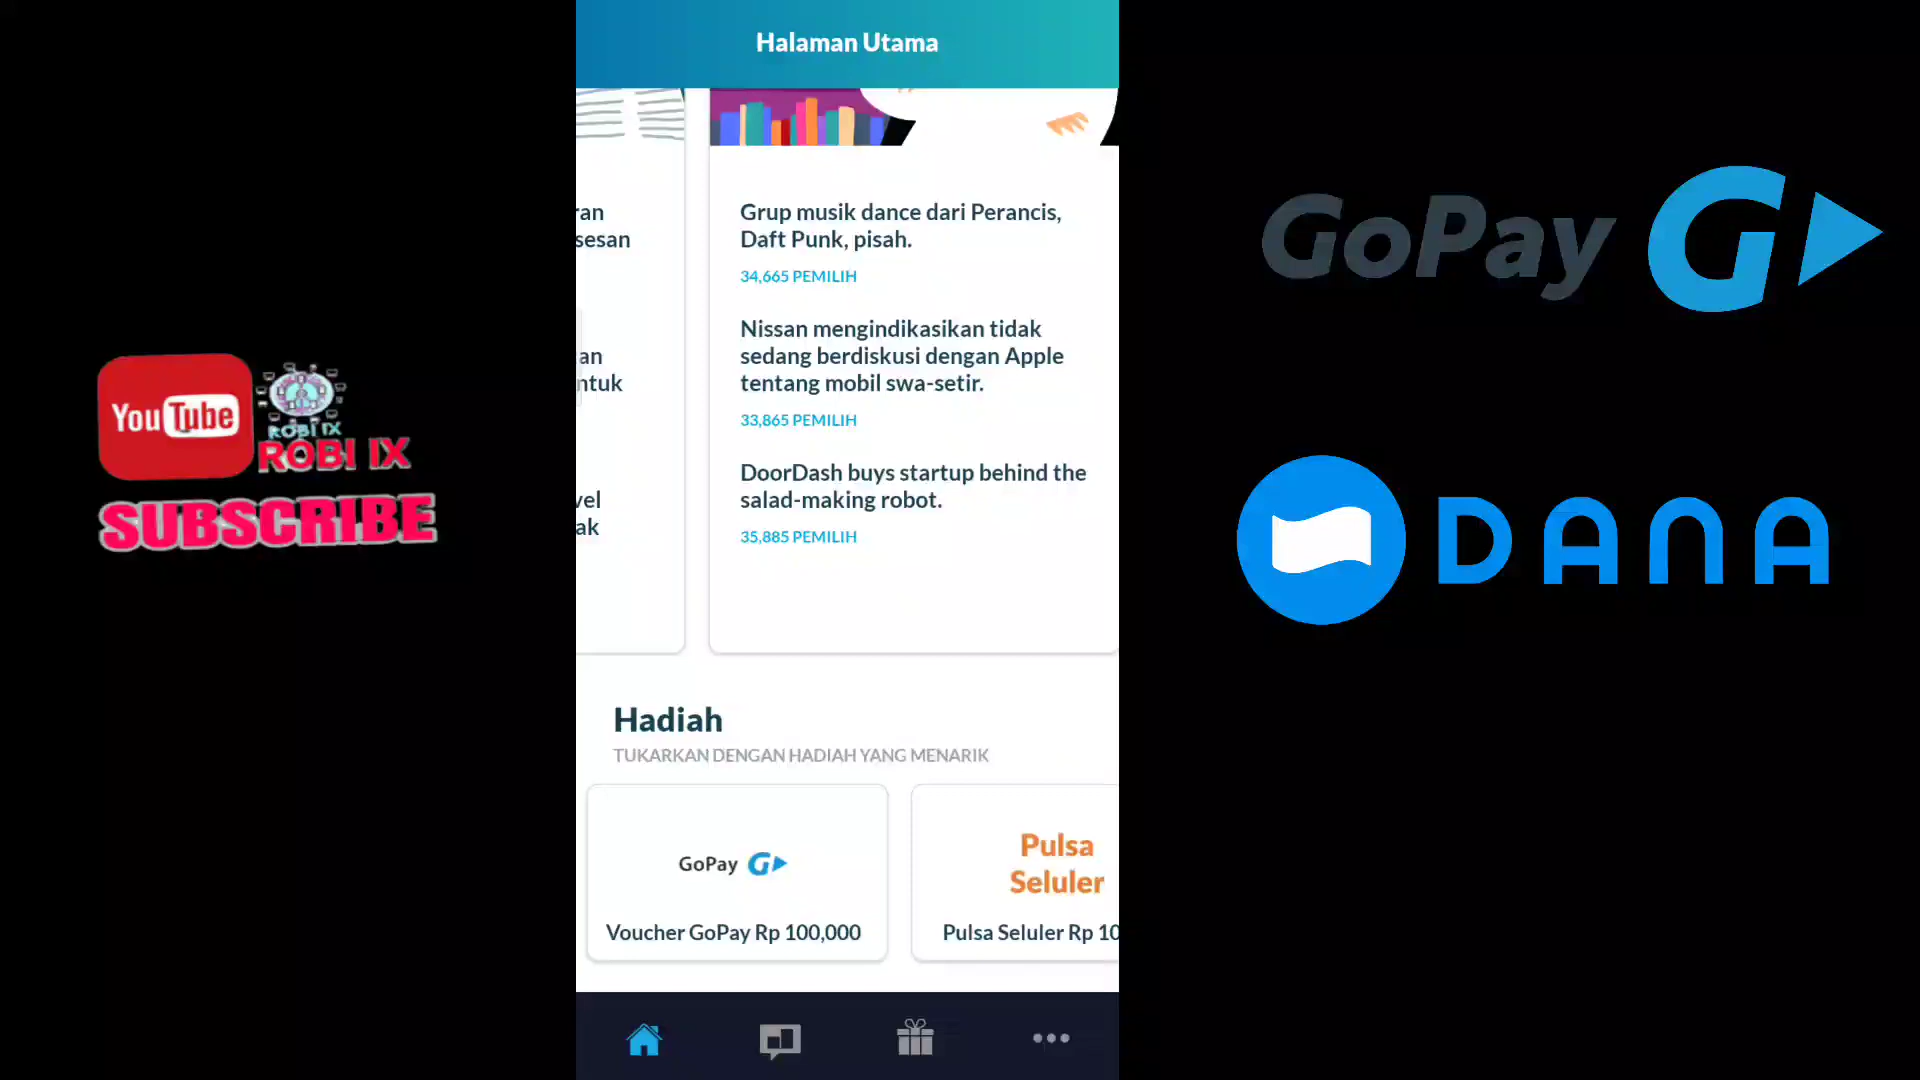 Halaman Utama
ran
sesan
an
ntuk
vel
ak
Grup musik dance dari Perancis,
Daft Punk, pisah.
34,665 PEMILIH
Nissan mengindikasikan tidak
sedang berdiskusi dengan Apple
tentang mobil swa-setir.
33,865 PEMILIH
DoorDash buys startup behind the
salad-making robot.
35,885 PEMILIH
Hadiah
TUKARKAN DENGAN HADIAH YANG MENARIK
GoPay
Voucher GoPay Rp 100,000
Pulsa
Seluler
Pulsa Seluler Rp 10
YouTube
ROBI IX
ROBI IX
SUBSCRIBE
GoPay
DANA